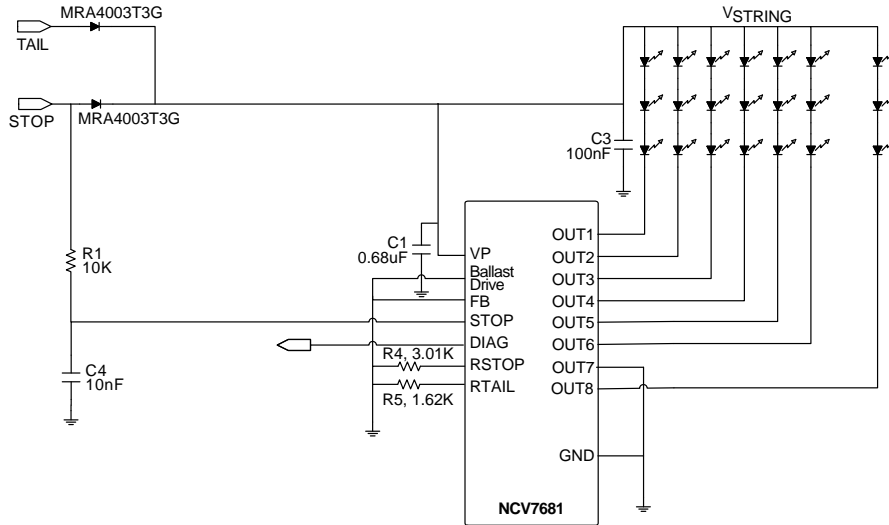 MRA4003T3G
TAIL
VSTRING
STOP
MRA4003T3G
C3
100nF
R1
10K
C1
0.68uF
C4
10nF
VP
Ballast
Drive
FB
STOP
DIAG
R4, 3.01K
RSTOP
RTAIL
R5, 1.62K
OUT1
OUT2
OUT3
OUT4
OUT5
OUT6
OUT7
OUT8
GND
NCV7681